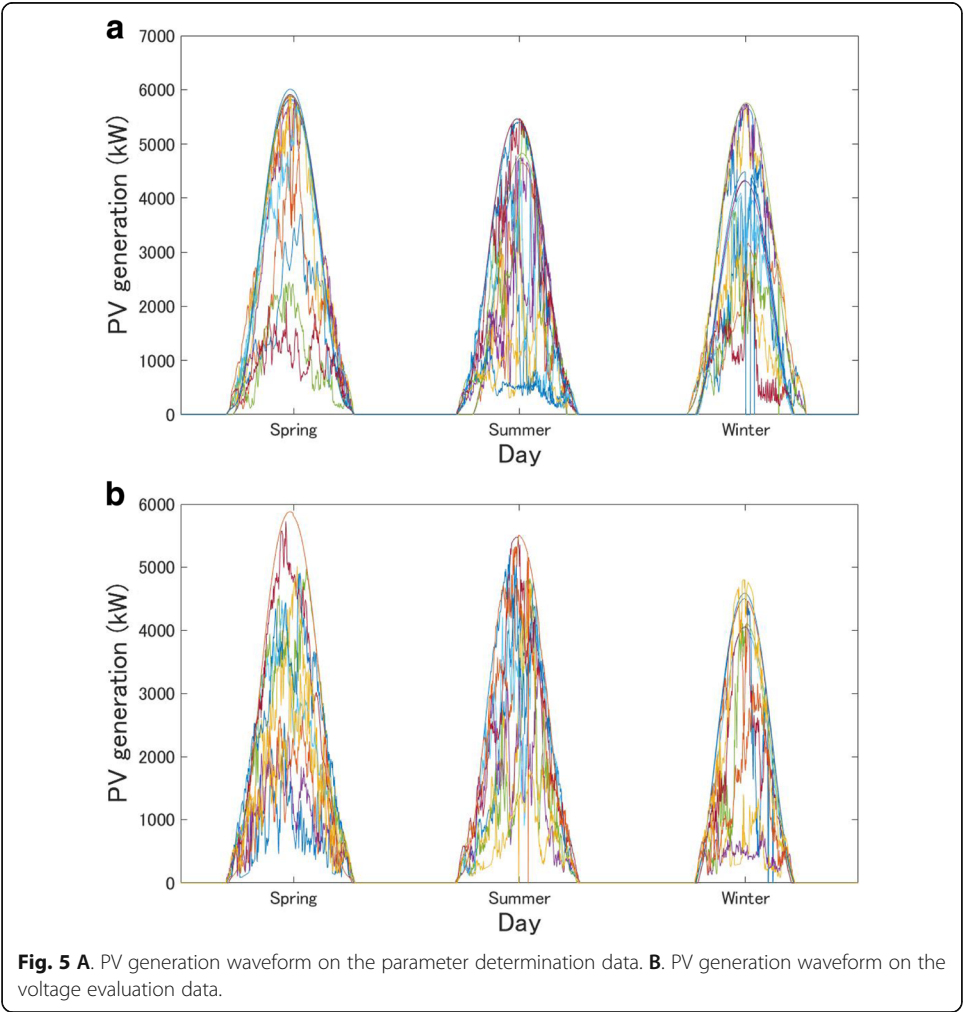 a
7000
6000
5000
4000
3000
2000
1000
0
PV generation (kW)
Spring
Summer
Winter
Day
b
6000
5000
4000
3000
2000
1000
0
PV generation (kW)
Spring
Summer
Winter
Day
Fig. 5 A. PV generation waveform on the parameter determination data. B. PV generation waveform on the
voltage evaluation data.